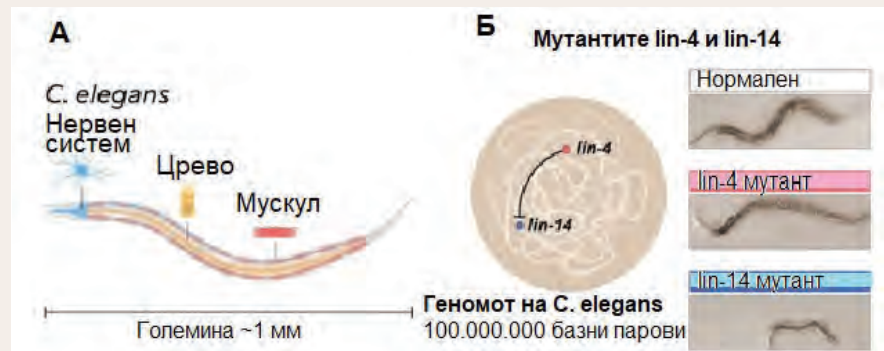 А
C. elegans
Нервен
систем
Црево
Мускул
Големина ~1 мм
Б
Мутантите lin-4 и lin-14
lin-4
lin-14
Геномот на C. elegans
100.000.000 базни парови
Нормален
lin-4 мутант
lin-14 мутант